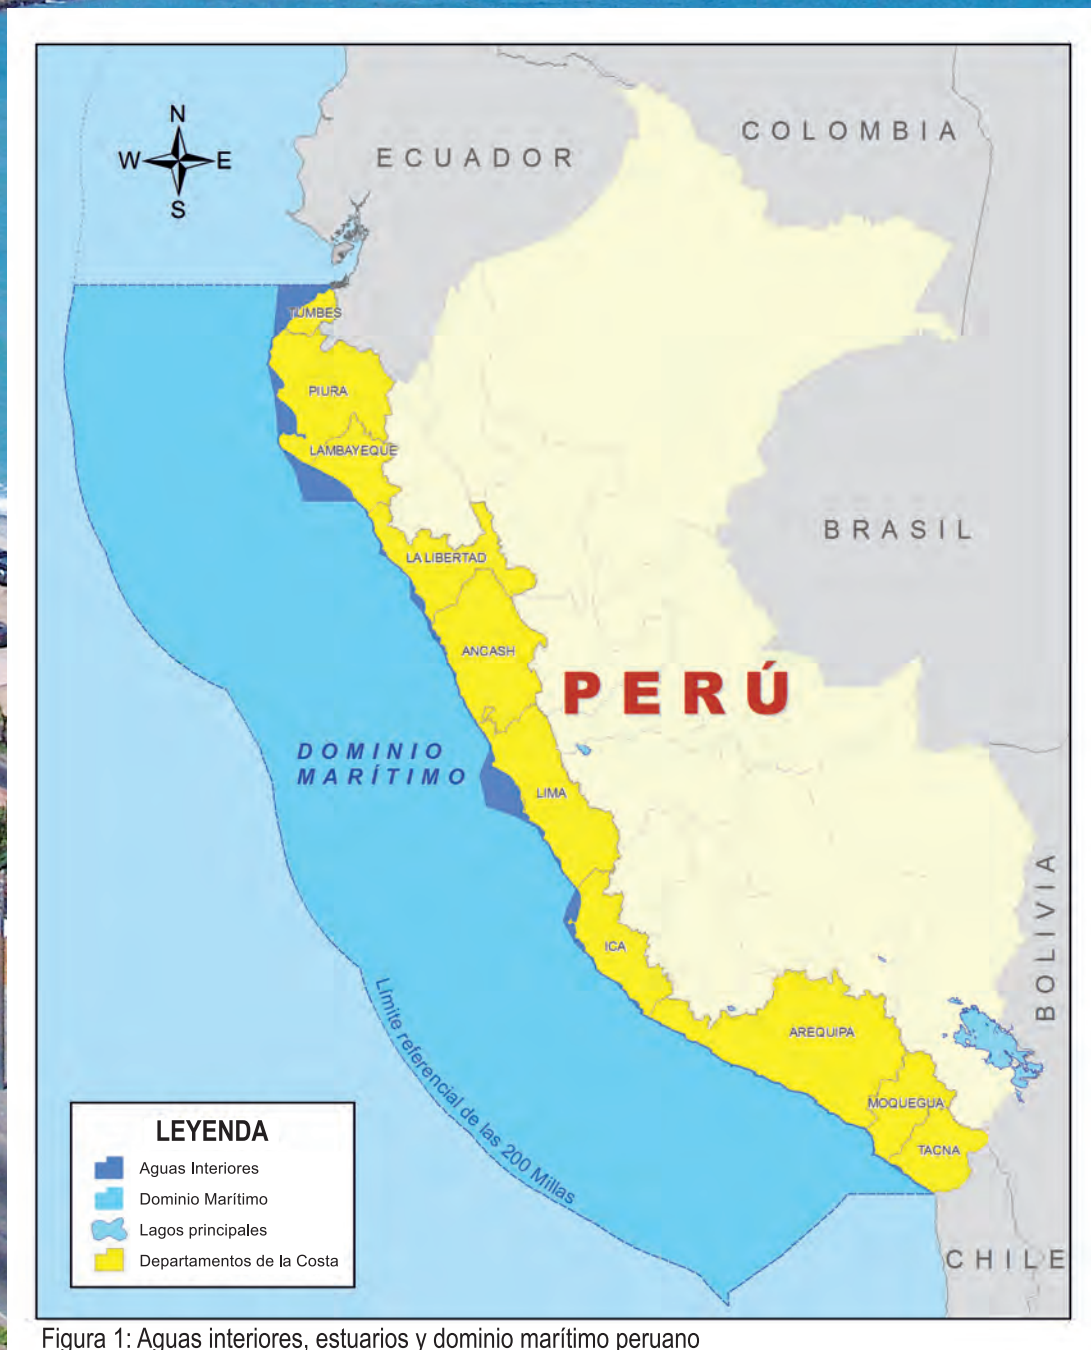 N
W E
S
ECUADOR
COLOMBIA
TUMBES
PIURA
LAMBAYEQUE
BRASIL
LA LIBERTAD
ANCASH
PERÚ
DOMINIO
MARÍTIMO
LIMA
BOLIVIA
ICA
Límite referencial de las 200 Millas
AREQUIPA
MOQUEGUA
TACNA
CHILE
LEYENDA
Aguas Interiores
Dominio Marítimo
Lagos principales
Departamentos de la Costa
Figura 1: Aguas interiores, estuarios y dominio marítimo peruano